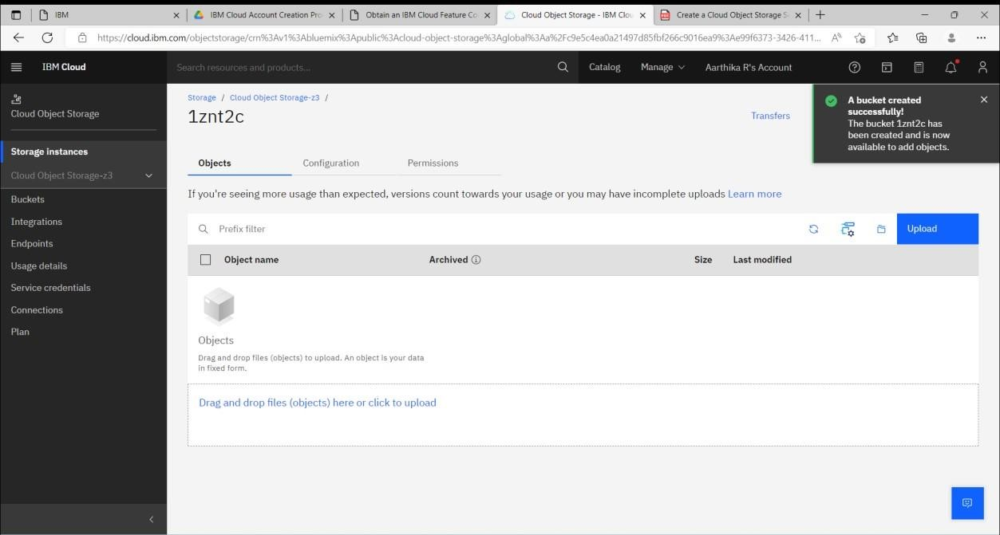 IBM
IBM Cloud Account Creation Pro
Obtain an IBM Cloud Feature Co
Cloud Object Storage - IBM Clou
Create a Cloud Object Storage S
https://cloud.ibm.com/objectstorage/crn%3Av1%3Abluemix%3Apublic%3Acloud-object-storage%3Aglobal%3Aa%2Fc9e5c4ea0a21497d85fbf266c9016ea9%3Ae99f6373-3426-411...
IBM Cloud
Search resources and products...
Catalog
Manage
Aarthika R's Account
Cloud Object Storage
Storage instances
Cloud Object Storage-z3
Buckets
Integrations
Endpoints
Usage details
Service credentials
Connections
Plan
Storage / Cloud Object Storage-z3 /
1znt2c
Transfers
A bucket created
successfully!
The bucket 1znt2c has
been created and is now
available to add objects.
Objects
Configuration
Permissions
If you're seeing more usage than expected, versions count towards your usage or you may have incomplete uploads Learn more
Prefix filter
Upload
Object name
Archived
Size
Last modified
Objects
Drag and drop files (objects) to upload. An object is your data
in fixed form.
Drag and drop files (objects) here or click to upload